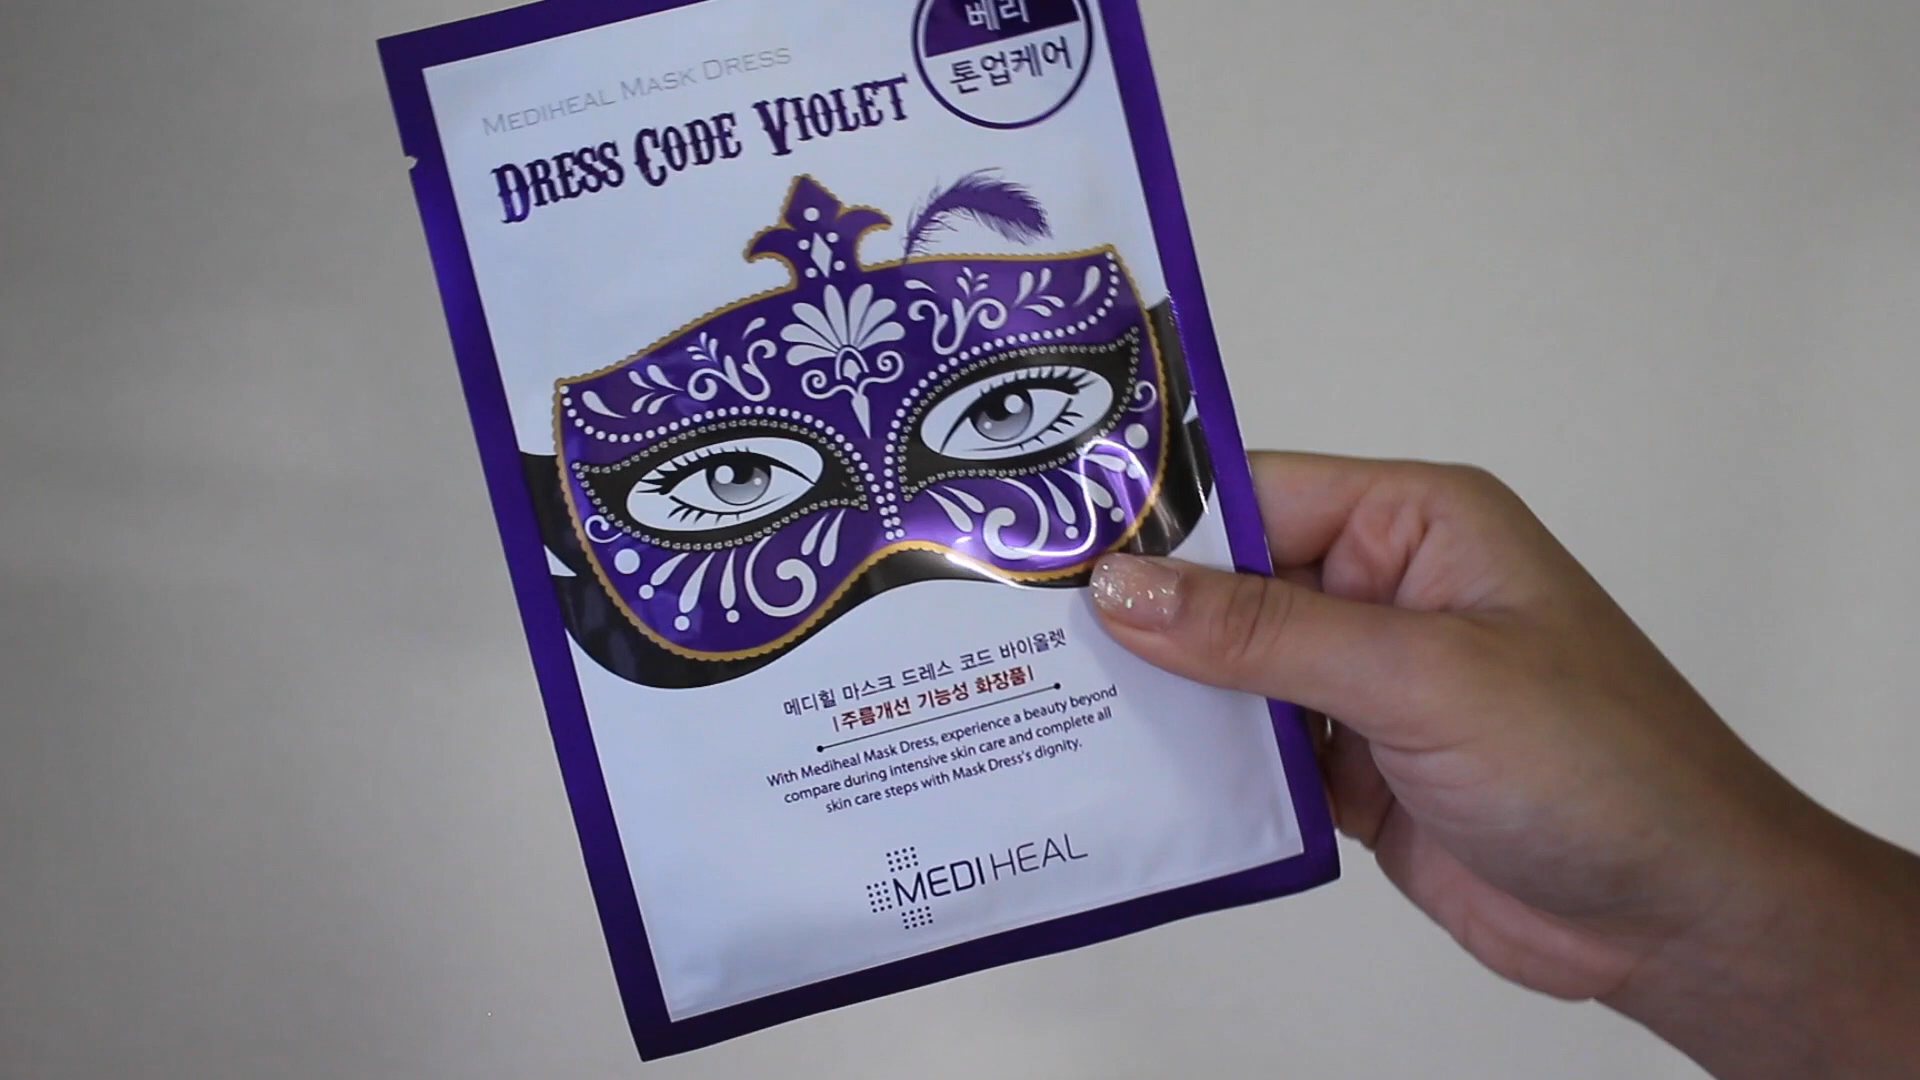 MEDIHEAL MASK DRESS
DRESS CODE VIOLET
베리
톤업케어
메디힐 마스크 드레스 코드 바이올렛
|주름개선 기능성 화장품|
With Mediheal Mask Dress, experience a beauty beyond
compare during intensive skin care and complete all
skin care steps with Mask Dress's dignity.
MEDIHEAL